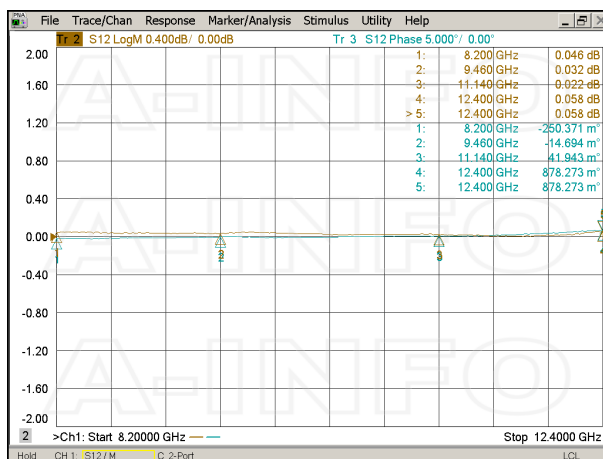 File Trace/Chan Response Marker/Analysis Stimulus Utility Help
Tr 2 S12 LogM 0.400dB/ 0.00dB Tr 3 S12 Phase 5.000°/ 0.00°
2.00
1.60
1.20
0.80
0.40
0.00
-0.40
-0.80
-1.20
-1.60
-2.00
1: 8.200 GHz 0.046 dB
2: 9.460 GHz 0.032 dB
3: 11.140 GHz 0.022 dB
4: 12.400 GHz 0.058 dB
> 5: 12.400 GHz 0.058 dB
1: 8.200 GHz -250.371 m°
2: 9.460 GHz -14.694 m°
3: 11.140 GHz 41.943 m°
4: 12.400 GHz 878.273 m°
5: 12.400 GHz 878.273 m°
A-INFO
A-INFO
A-INFO
2 >Ch1: Start 8.20000 GHz Stop 12.4000 GHz
Hold CH 1: S12 / M C 2-Port LCL